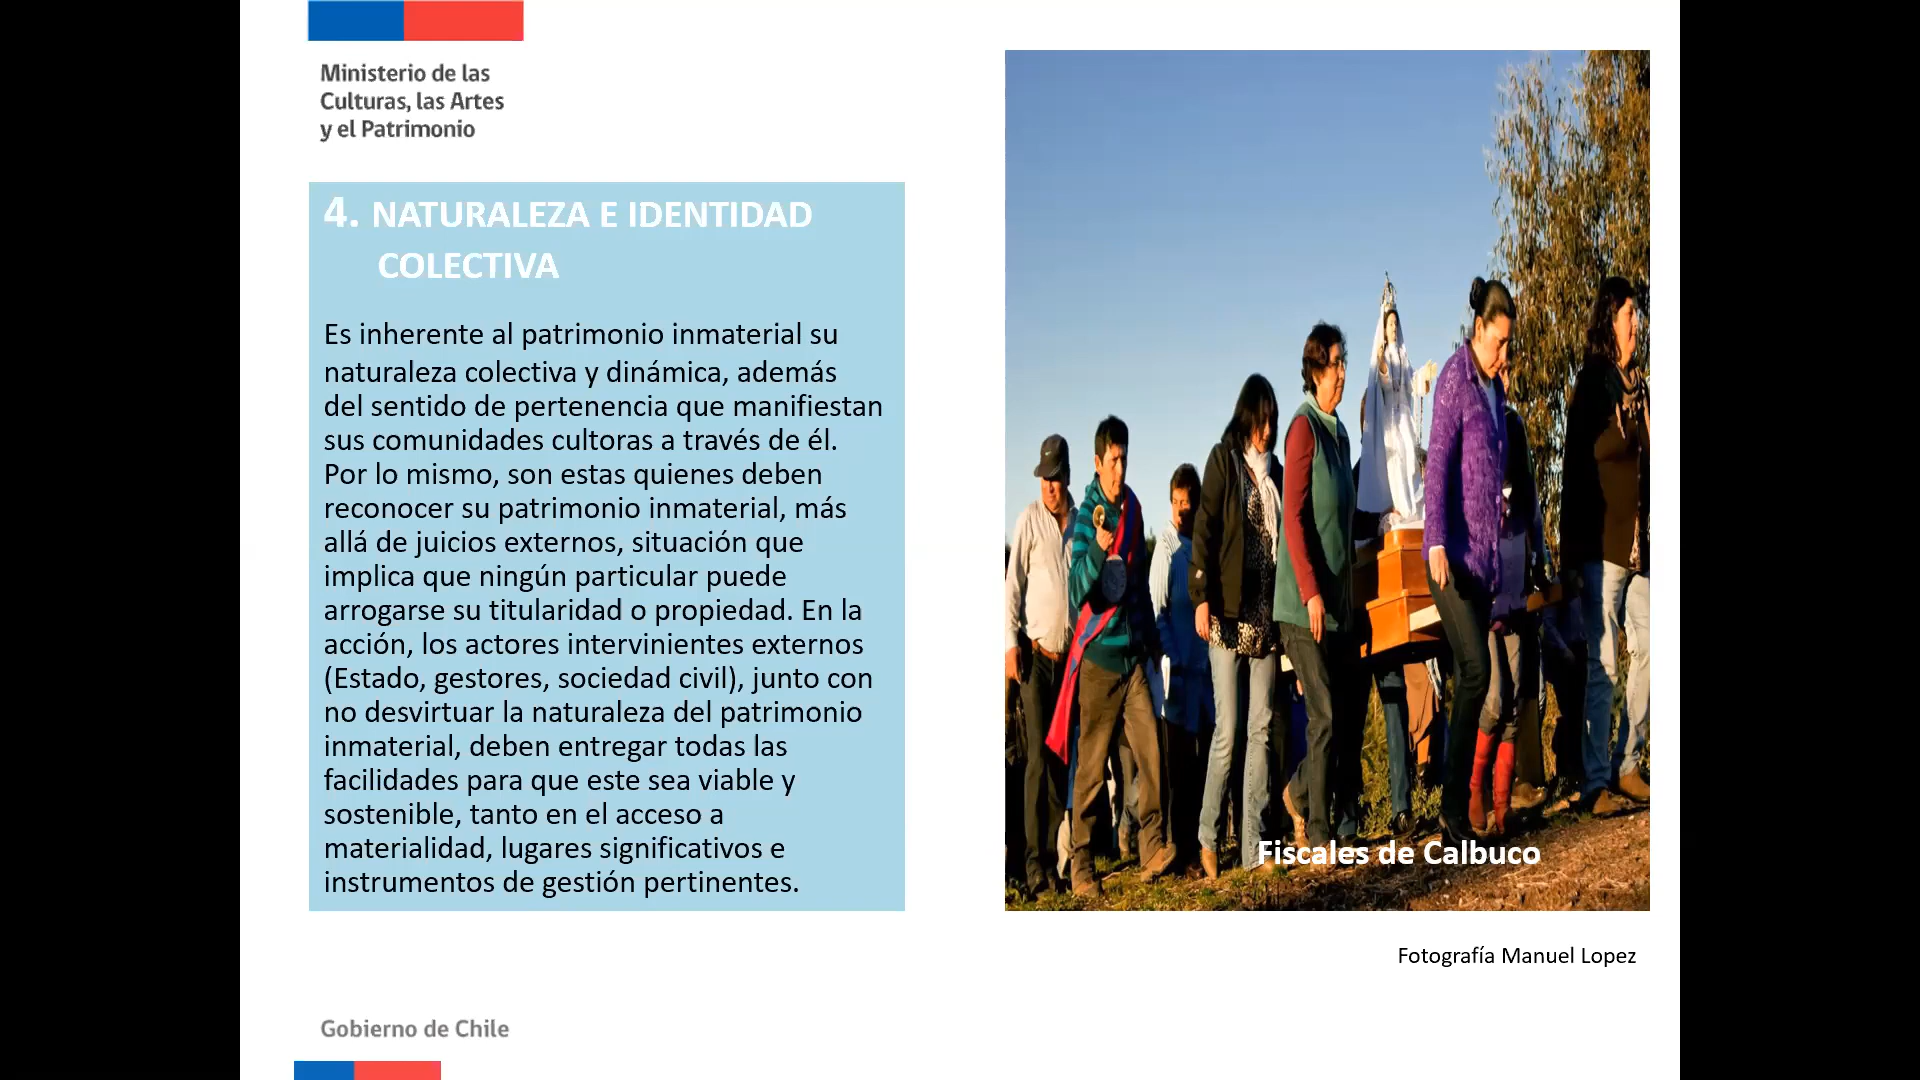 Ministerio de las
Culturas, las Artes
y el Patrimonio
4. NATURALEZA E IDENTIDAD
COLECTIVA
Es inherente al patrimonio inmaterial su
naturaleza colectiva y dinámica, además
del sentido de pertenencia que manifiestan
sus comunidades cultoras a través de él.
Por lo mismo, son estas quienes deben
reconocer su patrimonio inmaterial, más
allá de juicios externos, situación que
implica que ningún particular puede
arrogarse su titularidad o propiedad. En la
acción, los actores intervinientes externos
(Estado, gestores, sociedad civil), junto con
no desvirtuar la naturaleza del patrimonio
inmaterial, deben entregar todas las
facilidades para que este sea viable y
sostenible, tanto en el acceso a
materialidad, lugares significativos e
instrumentos de gestión pertinentes.
Fiscales de Calbuco
Fotografía Manuel Lopez
Gobierno de Chile